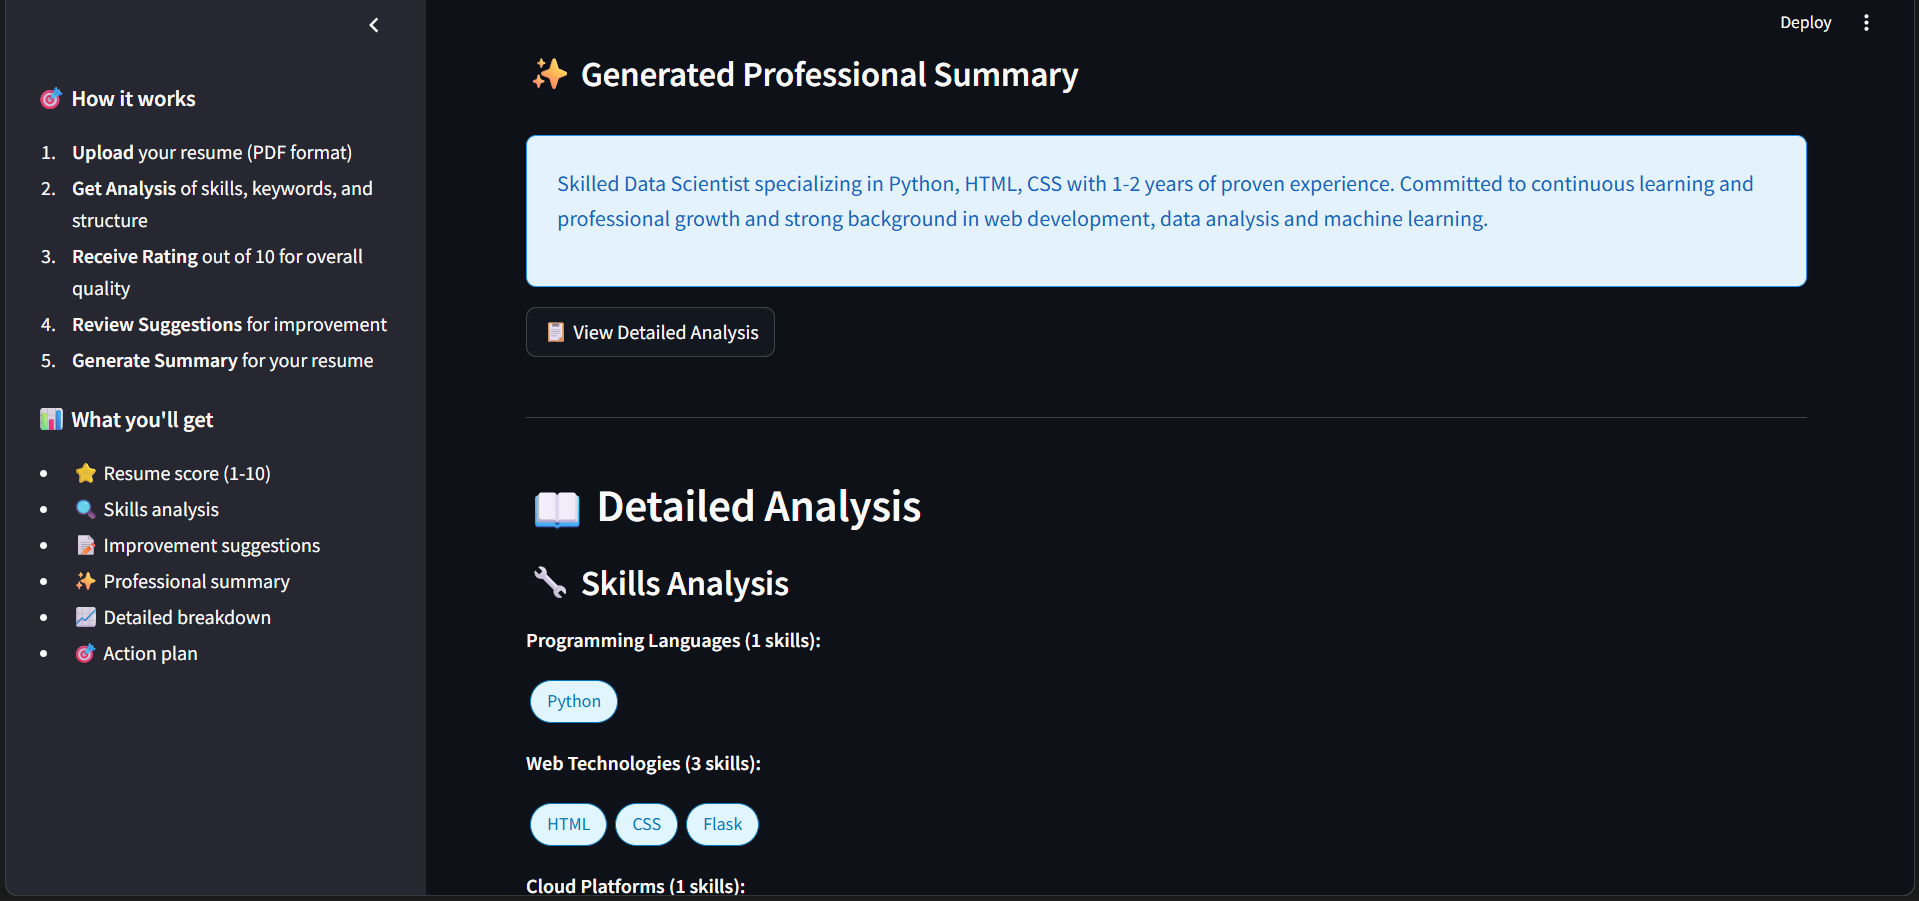 Deploy
🎯 How it works
1. Upload your resume (PDF format)
2. Get Analysis of skills, keywords, and
structure
3. Receive Rating out of 10 for overall
quality
4. Review Suggestions for improvement
5. Generate Summary for your resume
📊 What you'll get
• ⭐ Resume score (1-10)
• 🔍 Skills analysis
• 📝 Improvement suggestions
• ✨ Professional summary
• 📈 Detailed breakdown
• 🎯 Action plan
✨ Generated Professional Summary
Skilled Data Scientist specializing in Python, HTML, CSS with 1-2 years of proven experience. Committed to continuous learning and
professional growth and strong background in web development, data analysis and machine learning.
📋 View Detailed Analysis
📖 Detailed Analysis
🔧 Skills Analysis
Programming Languages (1 skills):
Python
Web Technologies (3 skills):
HTML CSS Flask
Cloud Platforms (1 skills):